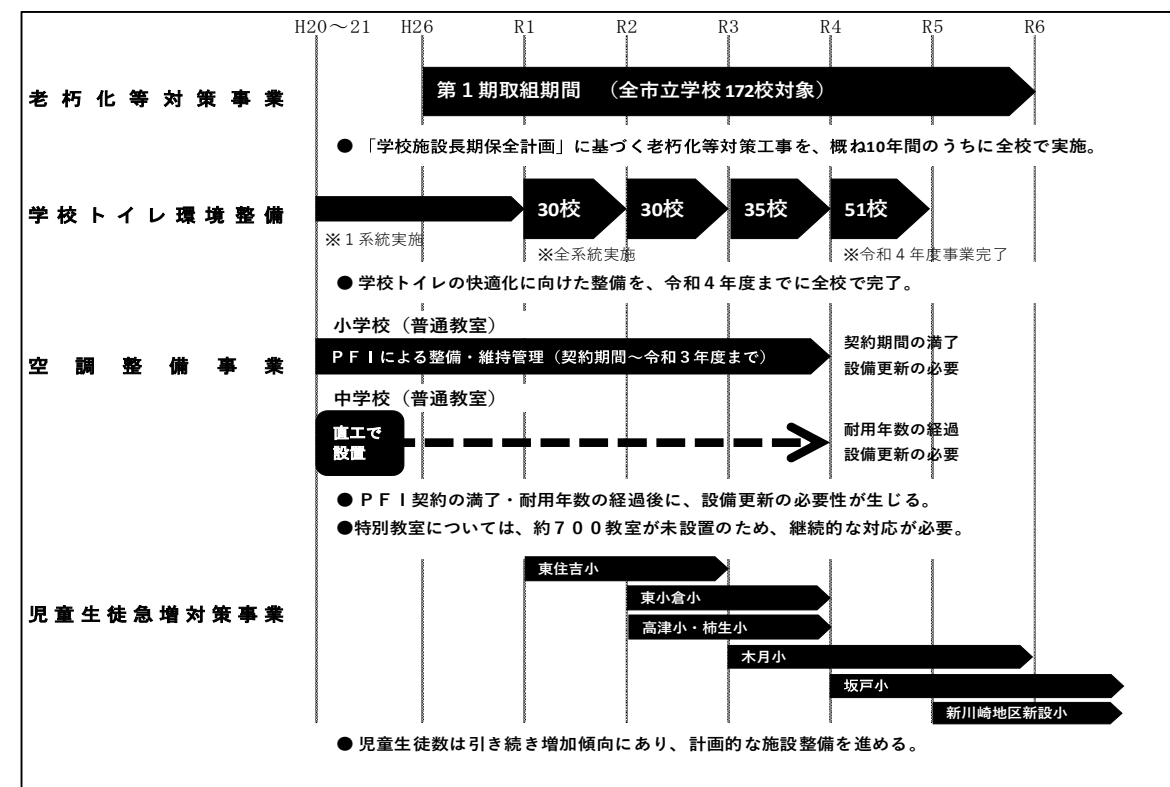 H20～21 H26 R1 R2 R3 R4 R5 R6
老朽化等対策事業
第１期取組期間 （全市立学校172校対象）
● 「学校施設長期保全計画」に基づく老朽化等対策工事を、概ね10年間のうちに全校で実施。
学校トイレ環境整備
30校 30校 35校 51校
※１系統実施
※全系統実施
※令和４年度事業完了
● 学校トイレの快適化に向けた整備を、令和４年度までに全校で完了。
空調整備事業
小学校（普通教室）
ＰＦＩによる整備・維持管理（契約期間～令和３年度まで）
契約期間の満了
設備更新の必要
中学校（普通教室）
直工で
設置
耐用年数の経過
設備更新の必要
● ＰＦＩ契約の満了・耐用年数の経過後に、設備更新の必要性が生じる。
●特別教室については、約７００教室が未設置のため、継続的な対応が必要。
児童生徒急増対策事業
東住吉小
東小倉小
高津小・柿生小
木月小
坂戸小
新川崎地区新設小
● 児童生徒数は引き続き増加傾向にあり、計画的な施設整備を進める。